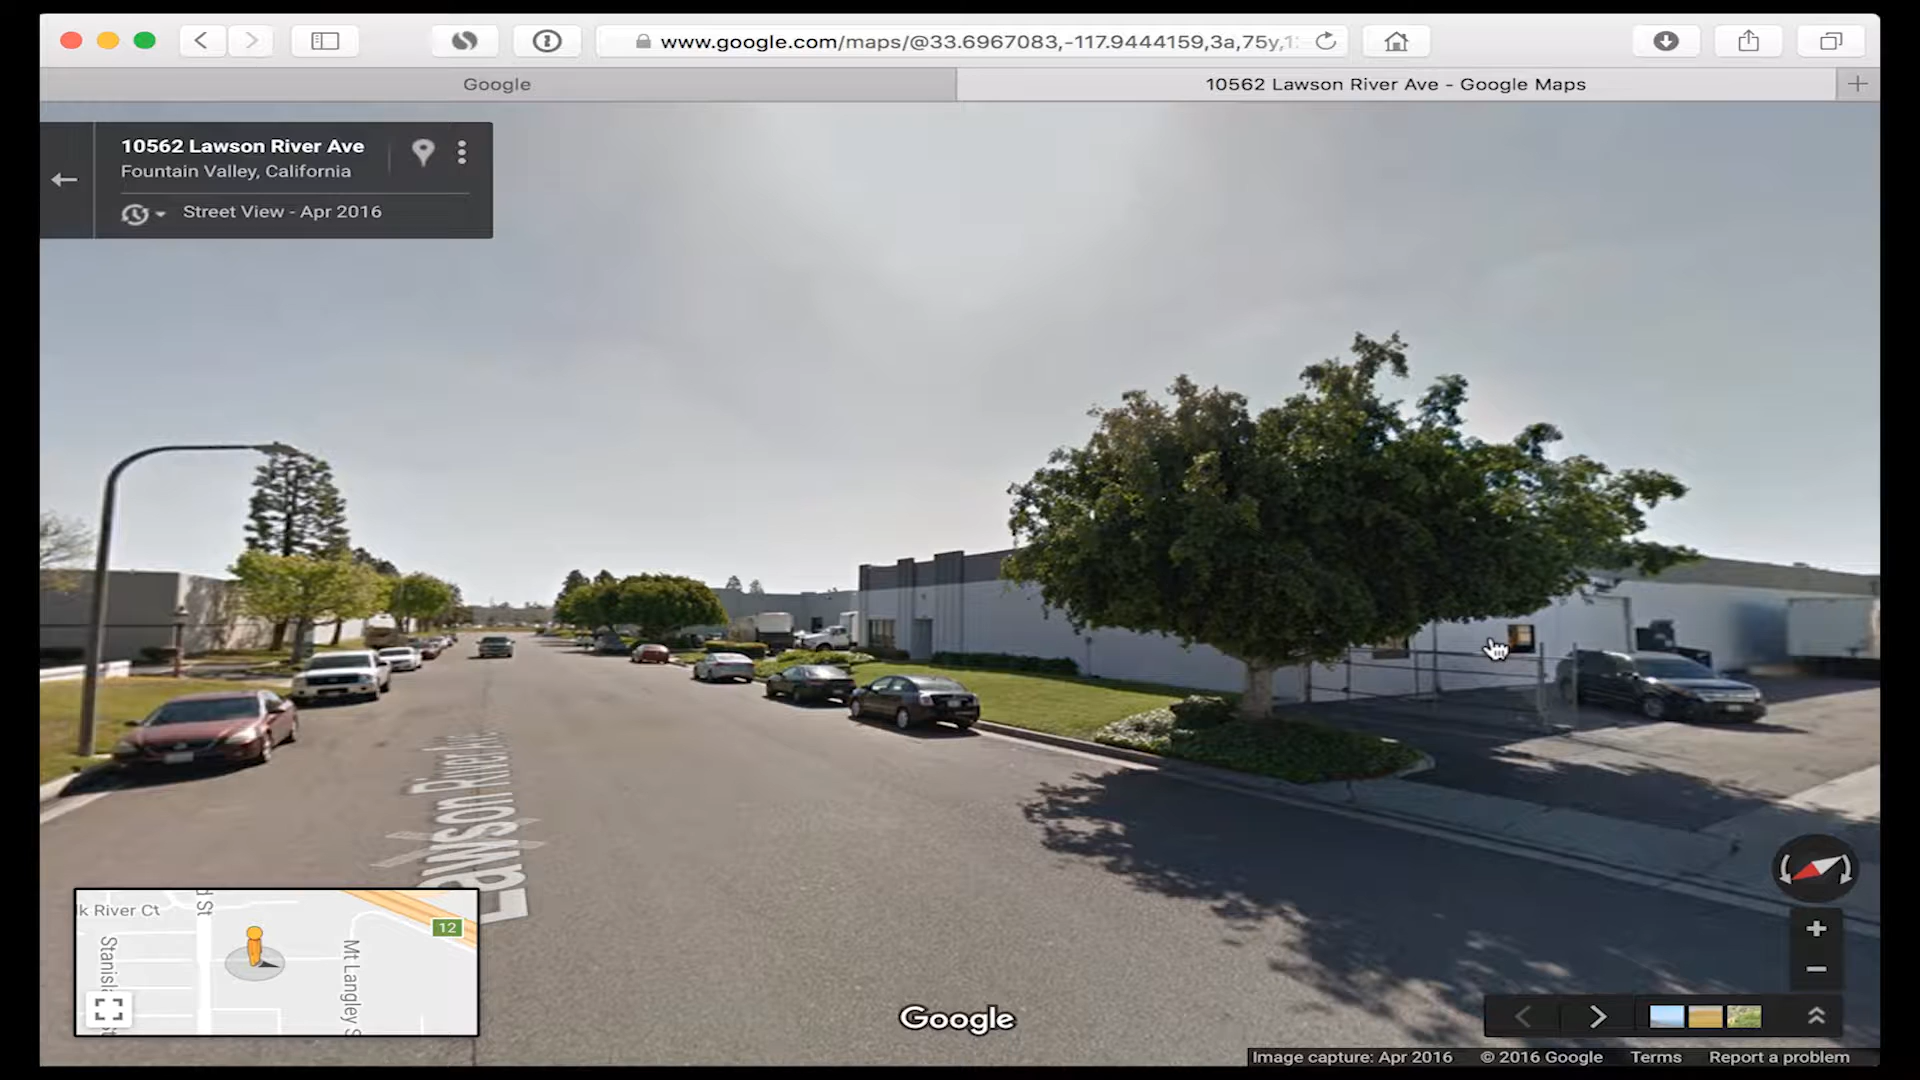 www.google.com/maps/@33.6967083,-117.9444159,3a,75y,1
Google
10562 Lawson River Ave - Google Maps
10562 Lawson River Ave
Fountain Valley, California
Street View - Apr 2016
Lawson River Ave
k River Ct
d St
12
Stanisl
Mt Langley S
Google
Image capture: Apr 2016 © 2016 Google Terms Report a problem